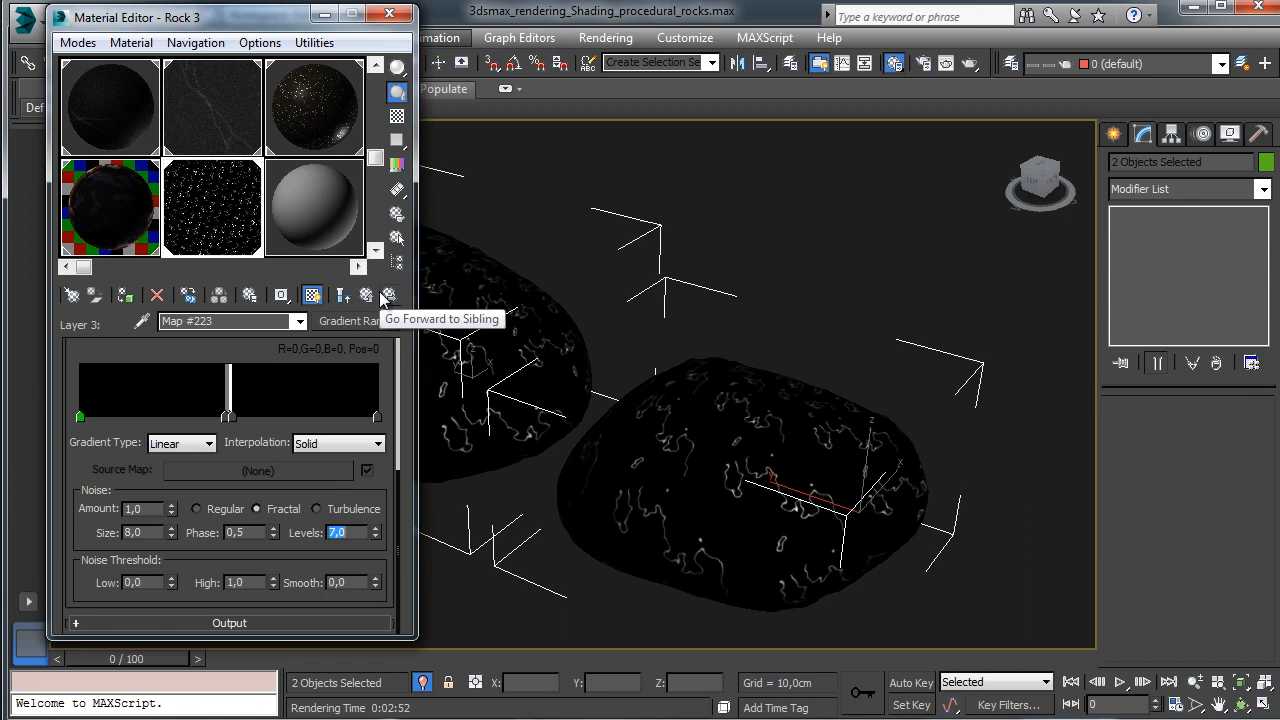 Material Editor - Rock 3
3dsmax_rendering_Shading_procedural_rocks.max
Type a keyword or phrase
Modes Material Navigation Options Utilities
Graph Editors Rendering Customize MAXScript Help
Create Selection Se
0 (default)
Populate
Def
2 Objects Selected
Modifier List
Go Forward to Sibling
Layer 3:
Map #223
R=0,G=0,B=0, Pos=0
Gradient Type: Linear Interpolation: Solid
Source Map: (None)
Noise:
Amount: 1,0 Regular Fractal Turbulence
Size: 8,0 Phase: 0,5 Levels: 7,0
Noise Threshold:
Low: 0,0 High: 1,0 Smooth: 0,0
+ Output
z
x
0 / 100
2 Objects Selected
X: Y: Z:
Grid = 10,0cm
Auto Key
Selected
Welcome to MAXScript.
Rendering Time 0:02:52
Add Time Tag
Set Key
Key Filters...
0